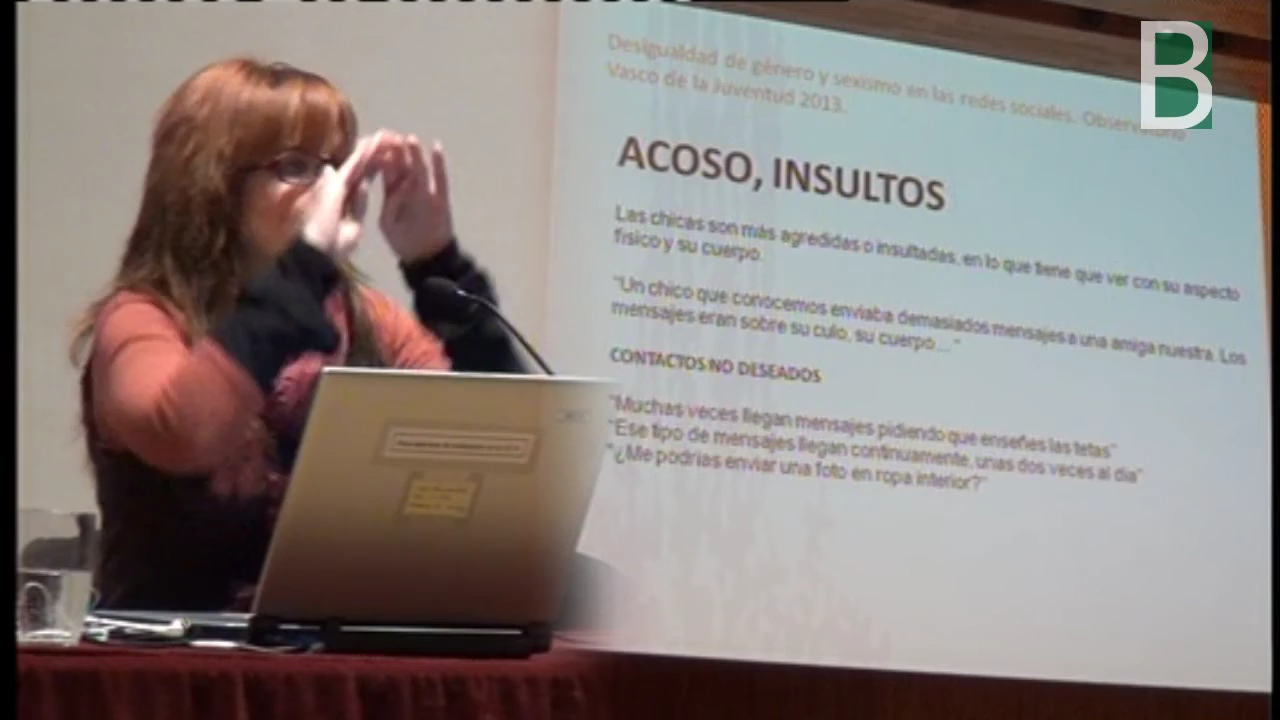 B
Desigualdad de género y sexismo en las redes sociales. Observatorio
Vasco de la Juventud 2013.
ACOSO, INSULTOS
Las chicas son más agredidas o insultadas, en lo que tiene que ver con su aspecto
físico y su cuerpo.
"Un chico que conocemos enviaba demasiados mensajes a una amiga nuestra. Los
mensajes eran sobre su culo, su cuerpo..."
CONTACTOS NO DESEADOS
"Muchas veces llegan mensajes pidiendo que enseñes las tetas"
"Ese tipo de mensajes llegan continuamente, unas dos veces al día"
"¿Me podrías enviar una foto en ropa interior?"